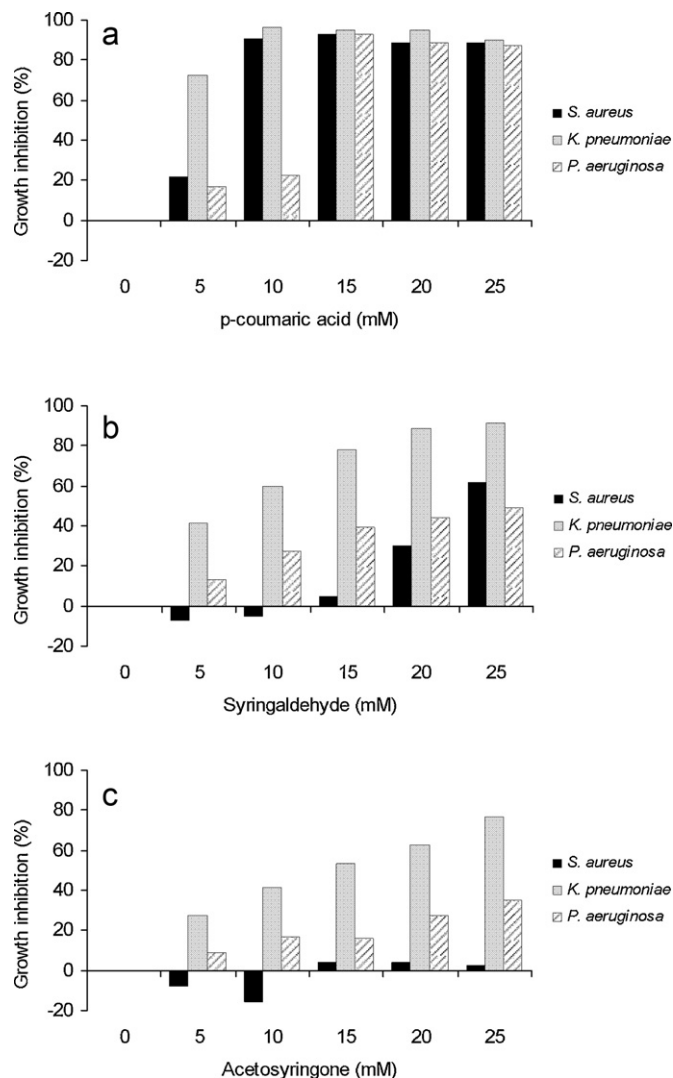 a
Growth inhibition (%)
100
80
60
40
20
0
-20
0 5 10 15 20 25
p-coumaric acid (mM)
S. aureus
K. pneumoniae
P. aeruginosa
b
Growth inhibition (%)
100
80
60
40
20
0
-20
0 5 10 15 20 25
Syringaldehyde (mM)
S. aureus
K. pneumoniae
P. aeruginosa
c
Growth inhibition (%)
100
80
60
40
20
0
-20
0 5 10 15 20 25
Acetosyringone (mM)
S. aureus
K. pneumoniae
P. aeruginosa